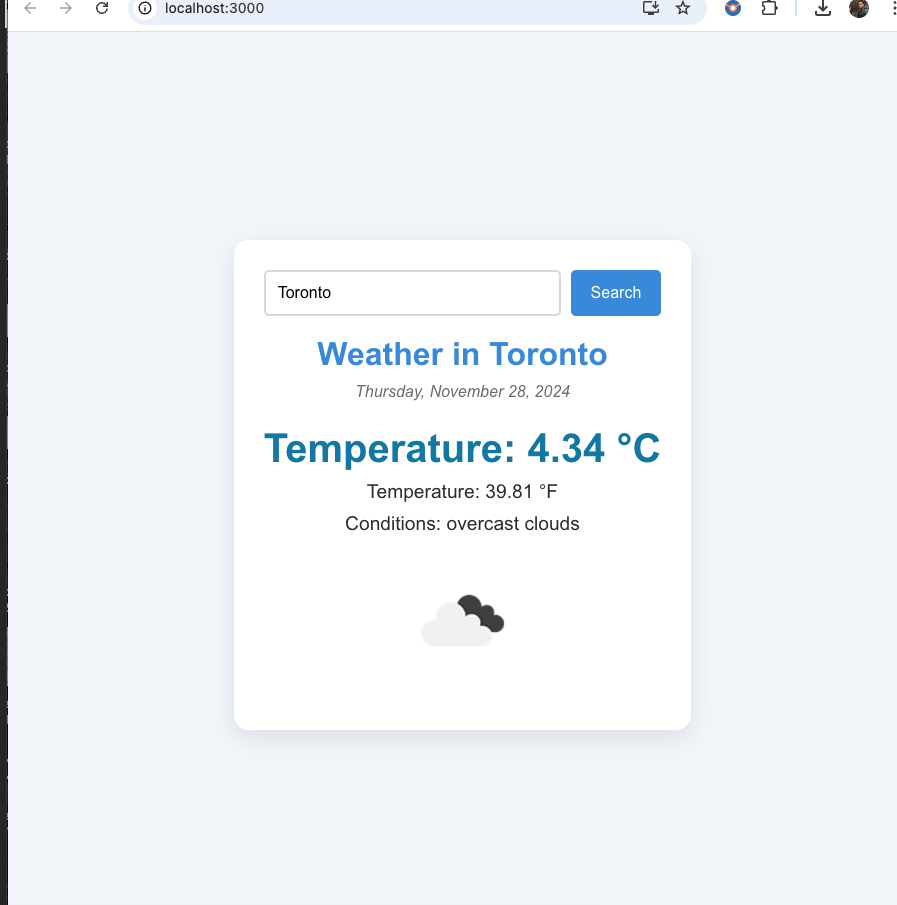 localhost:3000
Toronto
Search
Weather in Toronto
Thursday, November 28, 2024
Temperature: 4.34 °C
Temperature: 39.81 °F
Conditions: overcast clouds